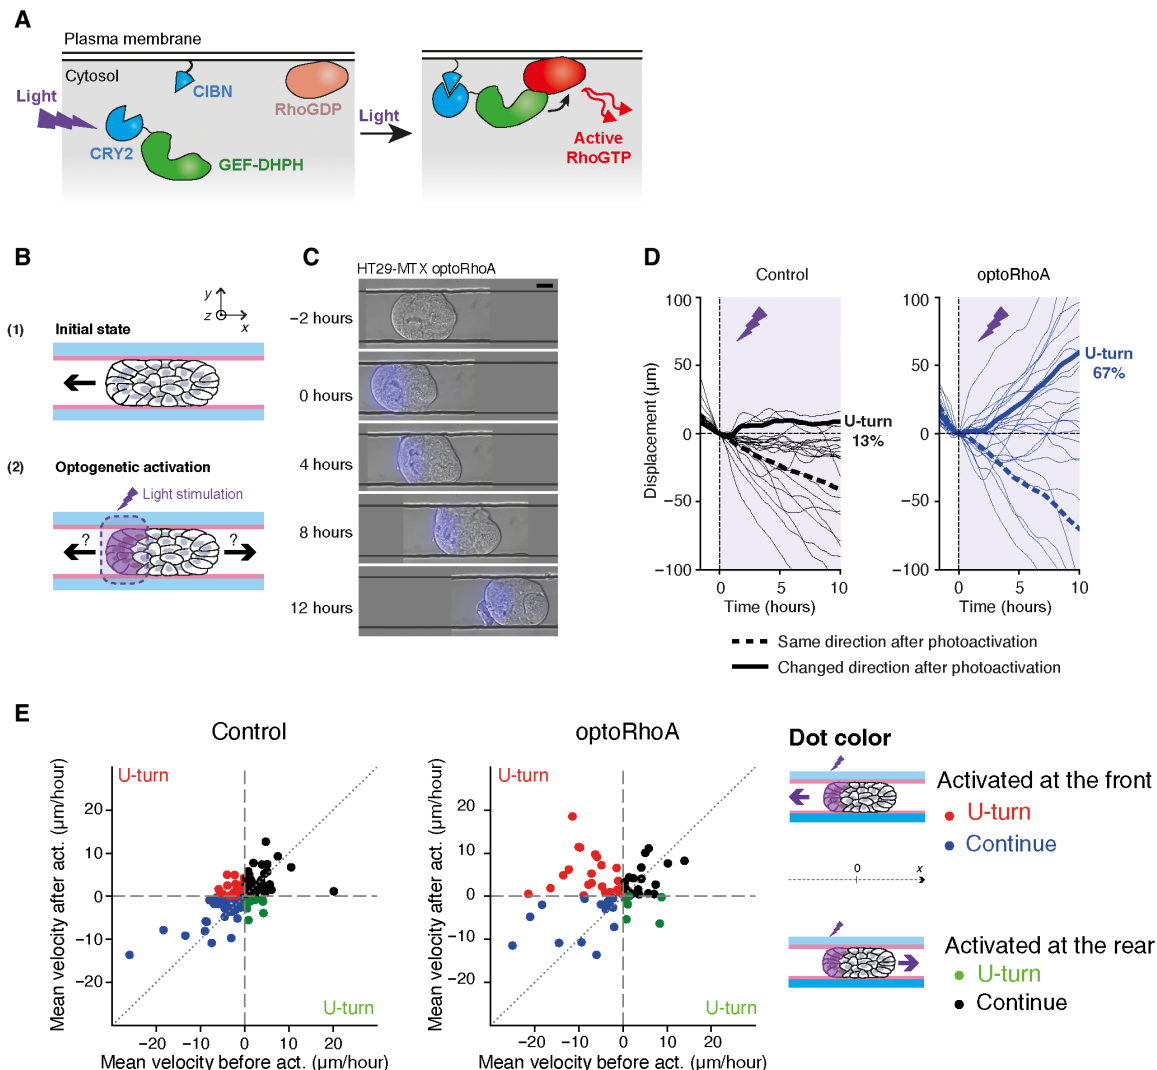 A
Plasma membrane
Cytosol
Light
CIBN
RhoGDP
CRY2
GEF-DHPH
Light
Active
RhoGTP
B
y
z
x
(1)
Initial state
(2)
Optogenetic activation
Light stimulation
?
?
C
HT29-MTX optoRhoA
−2 hours
0 hours
4 hours
8 hours
12 hours
D
Control
optoRhoA
Displacement (μm)
100
50
0
−50
−100
0
5
10
Time (hours)
U-turn
13%
100
50
0
−50
−100
0
5
10
Time (hours)
U-turn
67%
Same direction after photoactivation
Changed direction after photoactivation
E
Control
Mean velocity after act. (μm/hour)
U-turn
20
10
0
−10
−20
U-turn
−20
−10
0
10
20
Mean velocity before act. (μm/hour)
optoRhoA
Mean velocity after act. (μm/hour)
U-turn
20
10
0
−10
−20
U-turn
−20
−10
0
10
20
Mean velocity before act. (μm/hour)
Dot color
Activated at the front
U-turn
Continue
0
x
Activated at the rear
U-turn
Continue